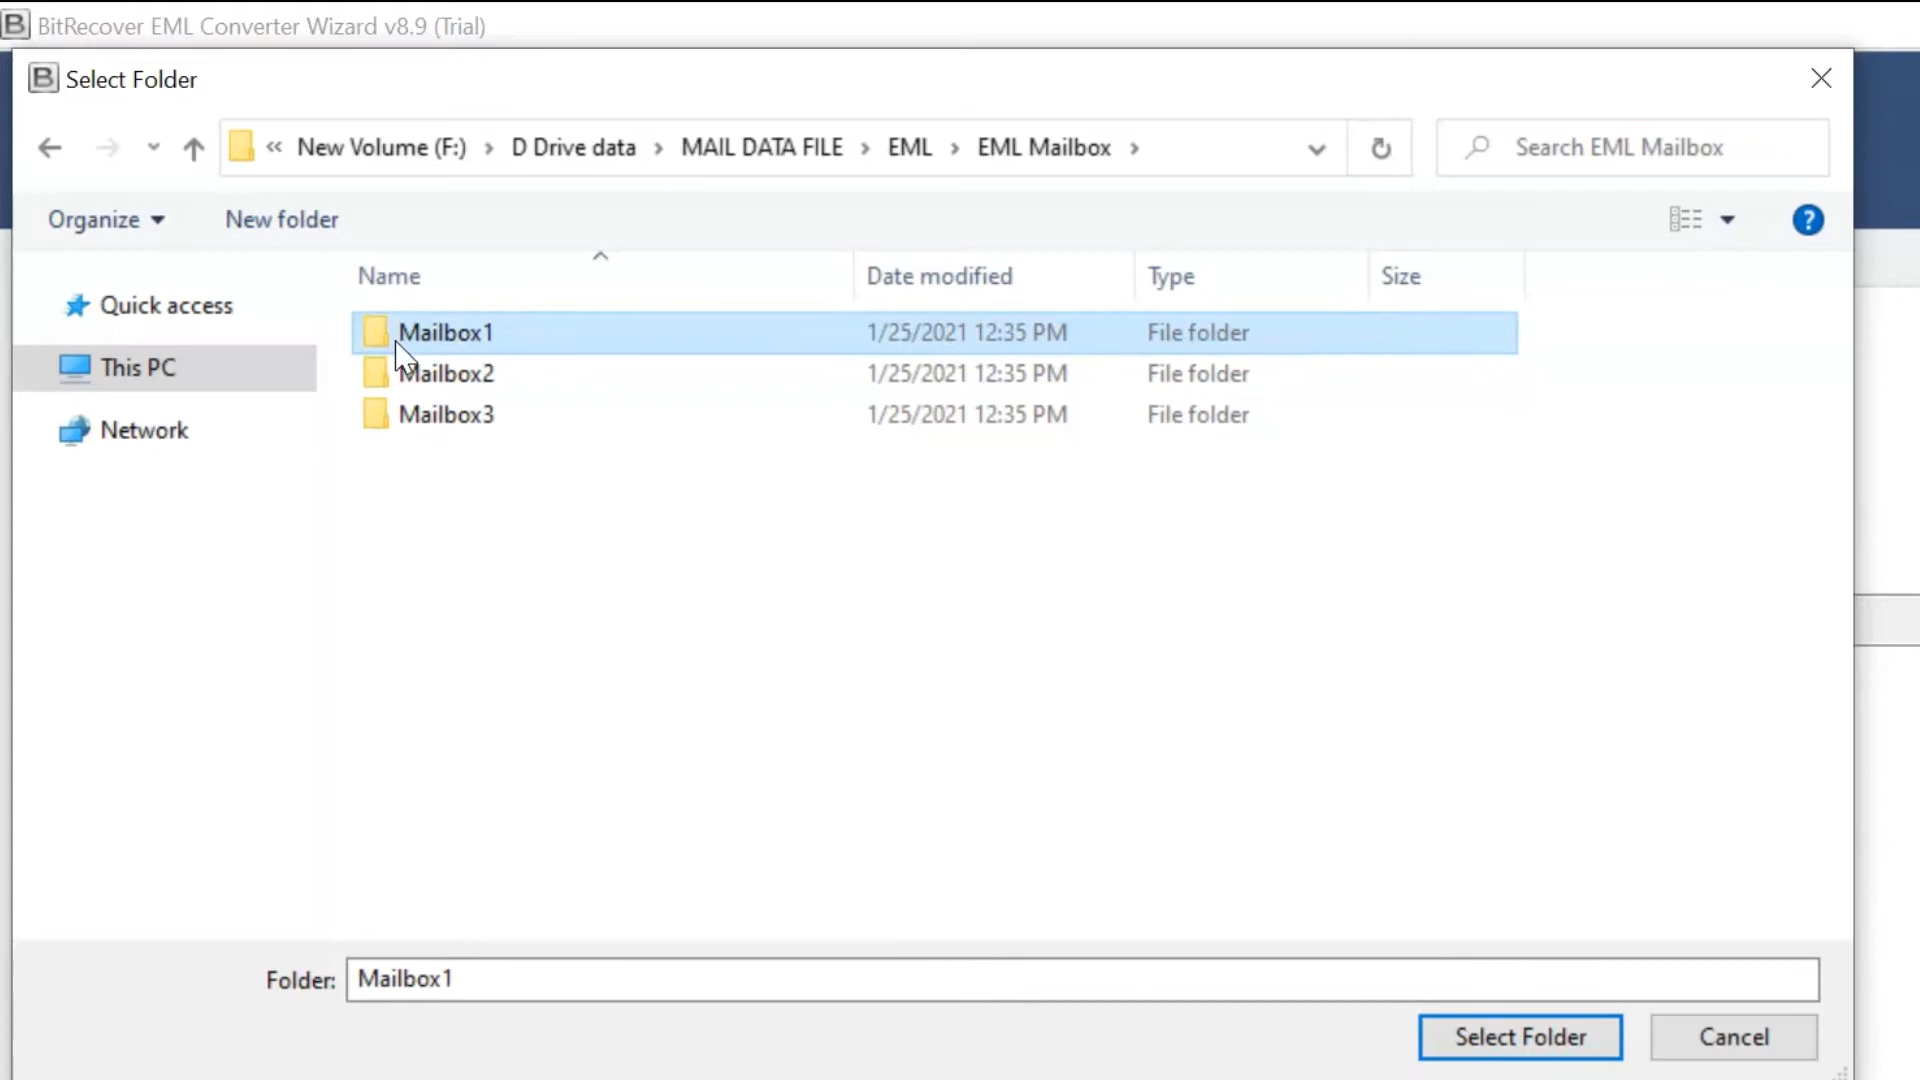 BitRecover EML Converter Wizard v8.9 (Trial)
Select Folder
« New Volume (F:) > D Drive data > MAIL DATA FILE > EML > EML Mailbox >
Search EML Mailbox
Organize
New folder
?
Name
Date modified
Type
Size
Quick access
This PC
Network
Mailbox1 1/25/2021 12:35 PM File folder
Mailbox2 1/25/2021 12:35 PM File folder
Mailbox3 1/25/2021 12:35 PM File folder
Folder: Mailbox1
Select Folder
Cancel